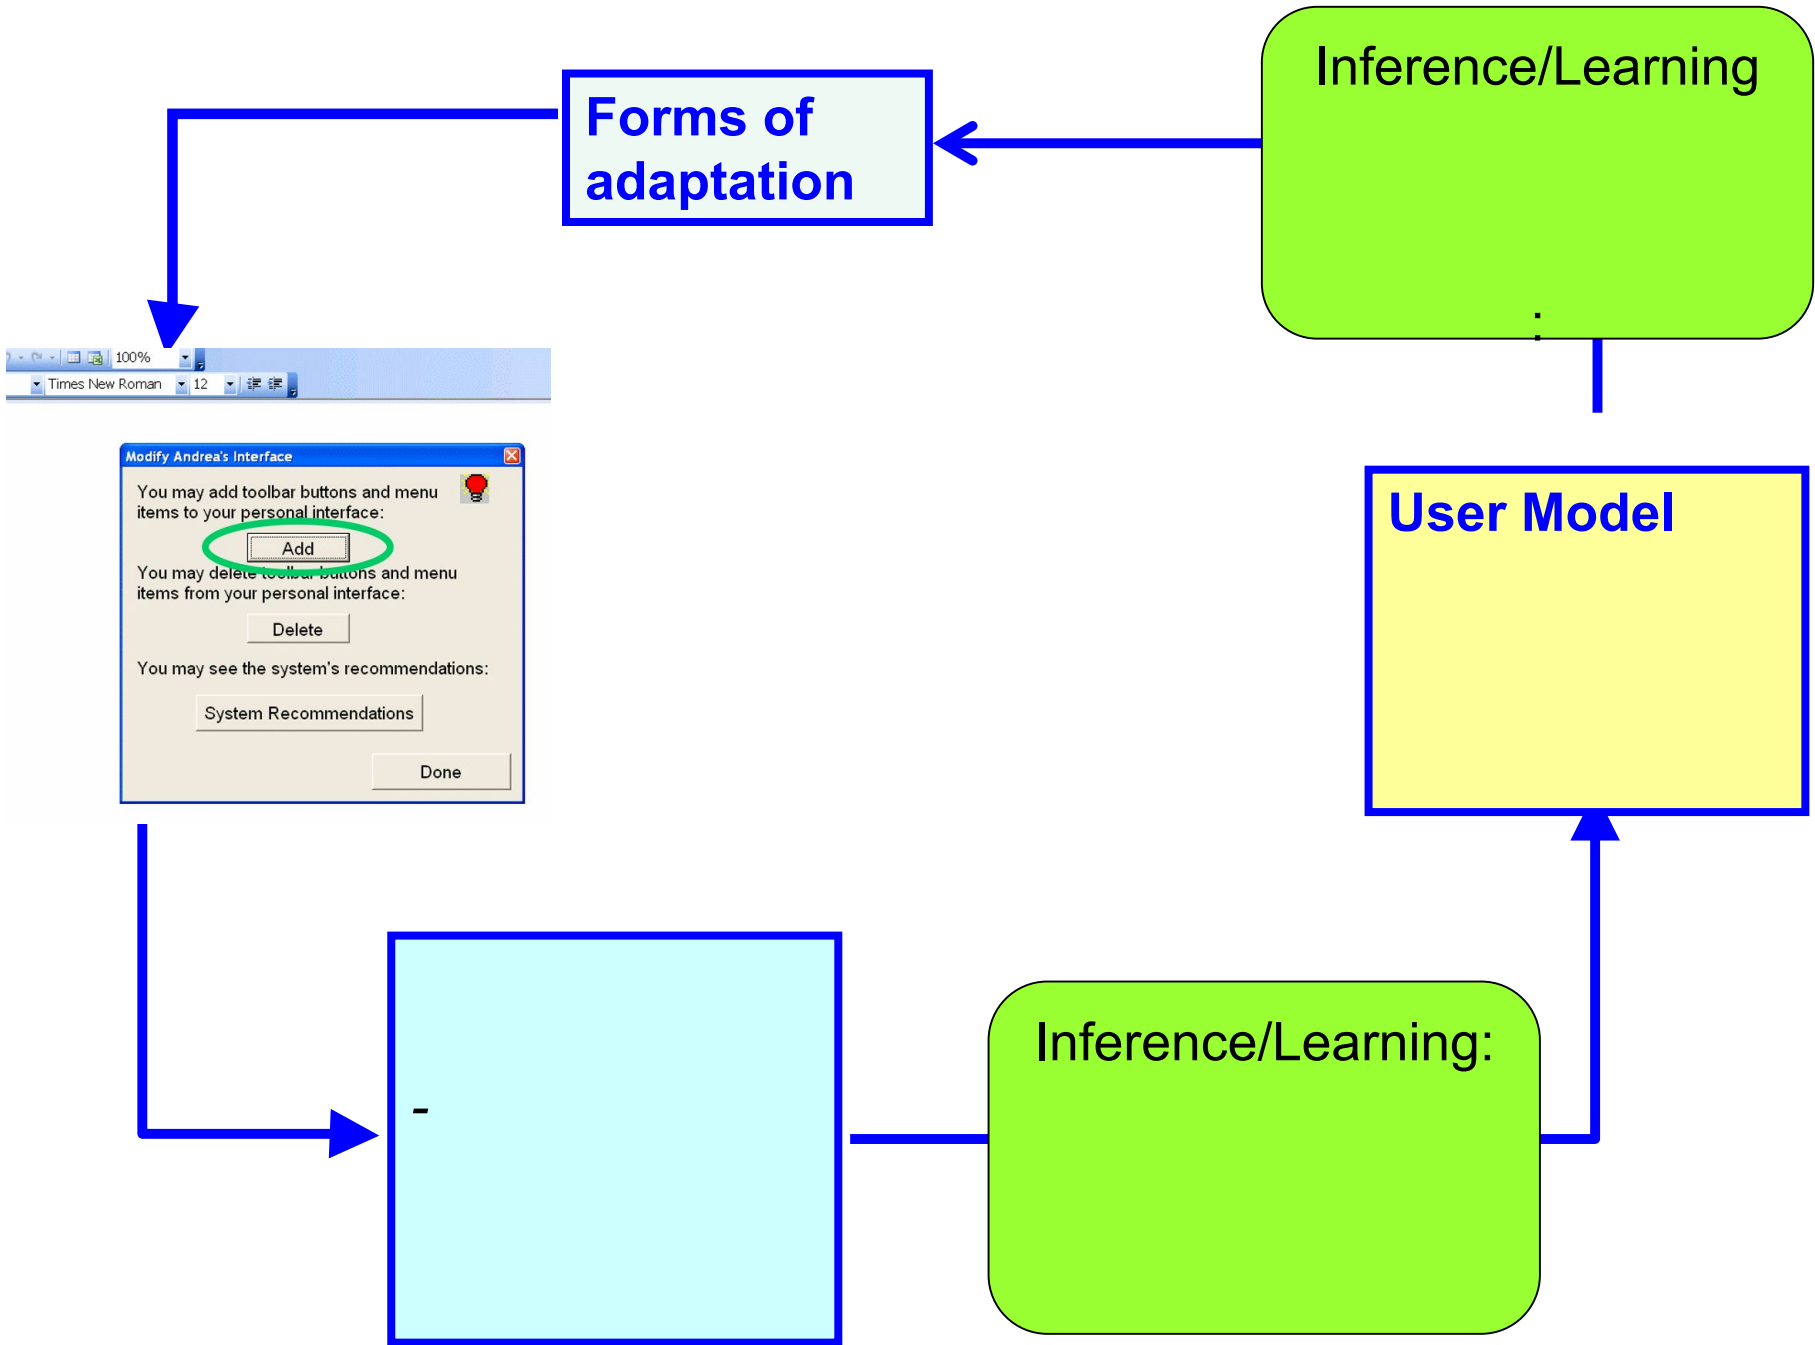 Inference/Learning
:
Forms of
adaptation
100%
Times New Roman 12
Modify Andrea's Interface
You may add toolbar buttons and menu
items to your personal interface:
Add
You may delete toolbar buttons and menu
items from your personal interface:
Delete
You may see the system's recommendations:
System Recommendations
Done
User Model
-
Inference/Learning: